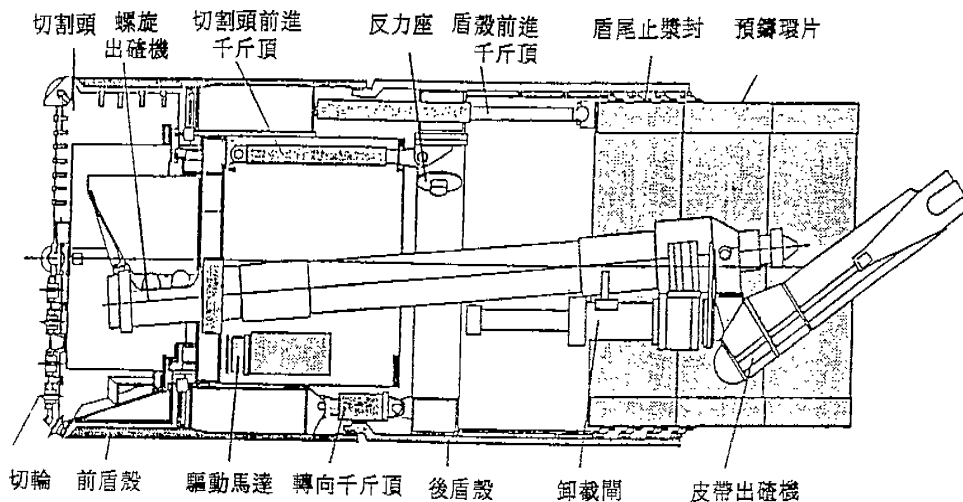 切割頭
螺旋
出碴機
切割頭前進
千斤頂
反力座
盾殼前進
千斤頂
盾尾止漿封
預鑄環片
切輪
前盾殼
驅動馬達
轉向千斤頂
後盾殼
卸載閘
皮帶出碴機